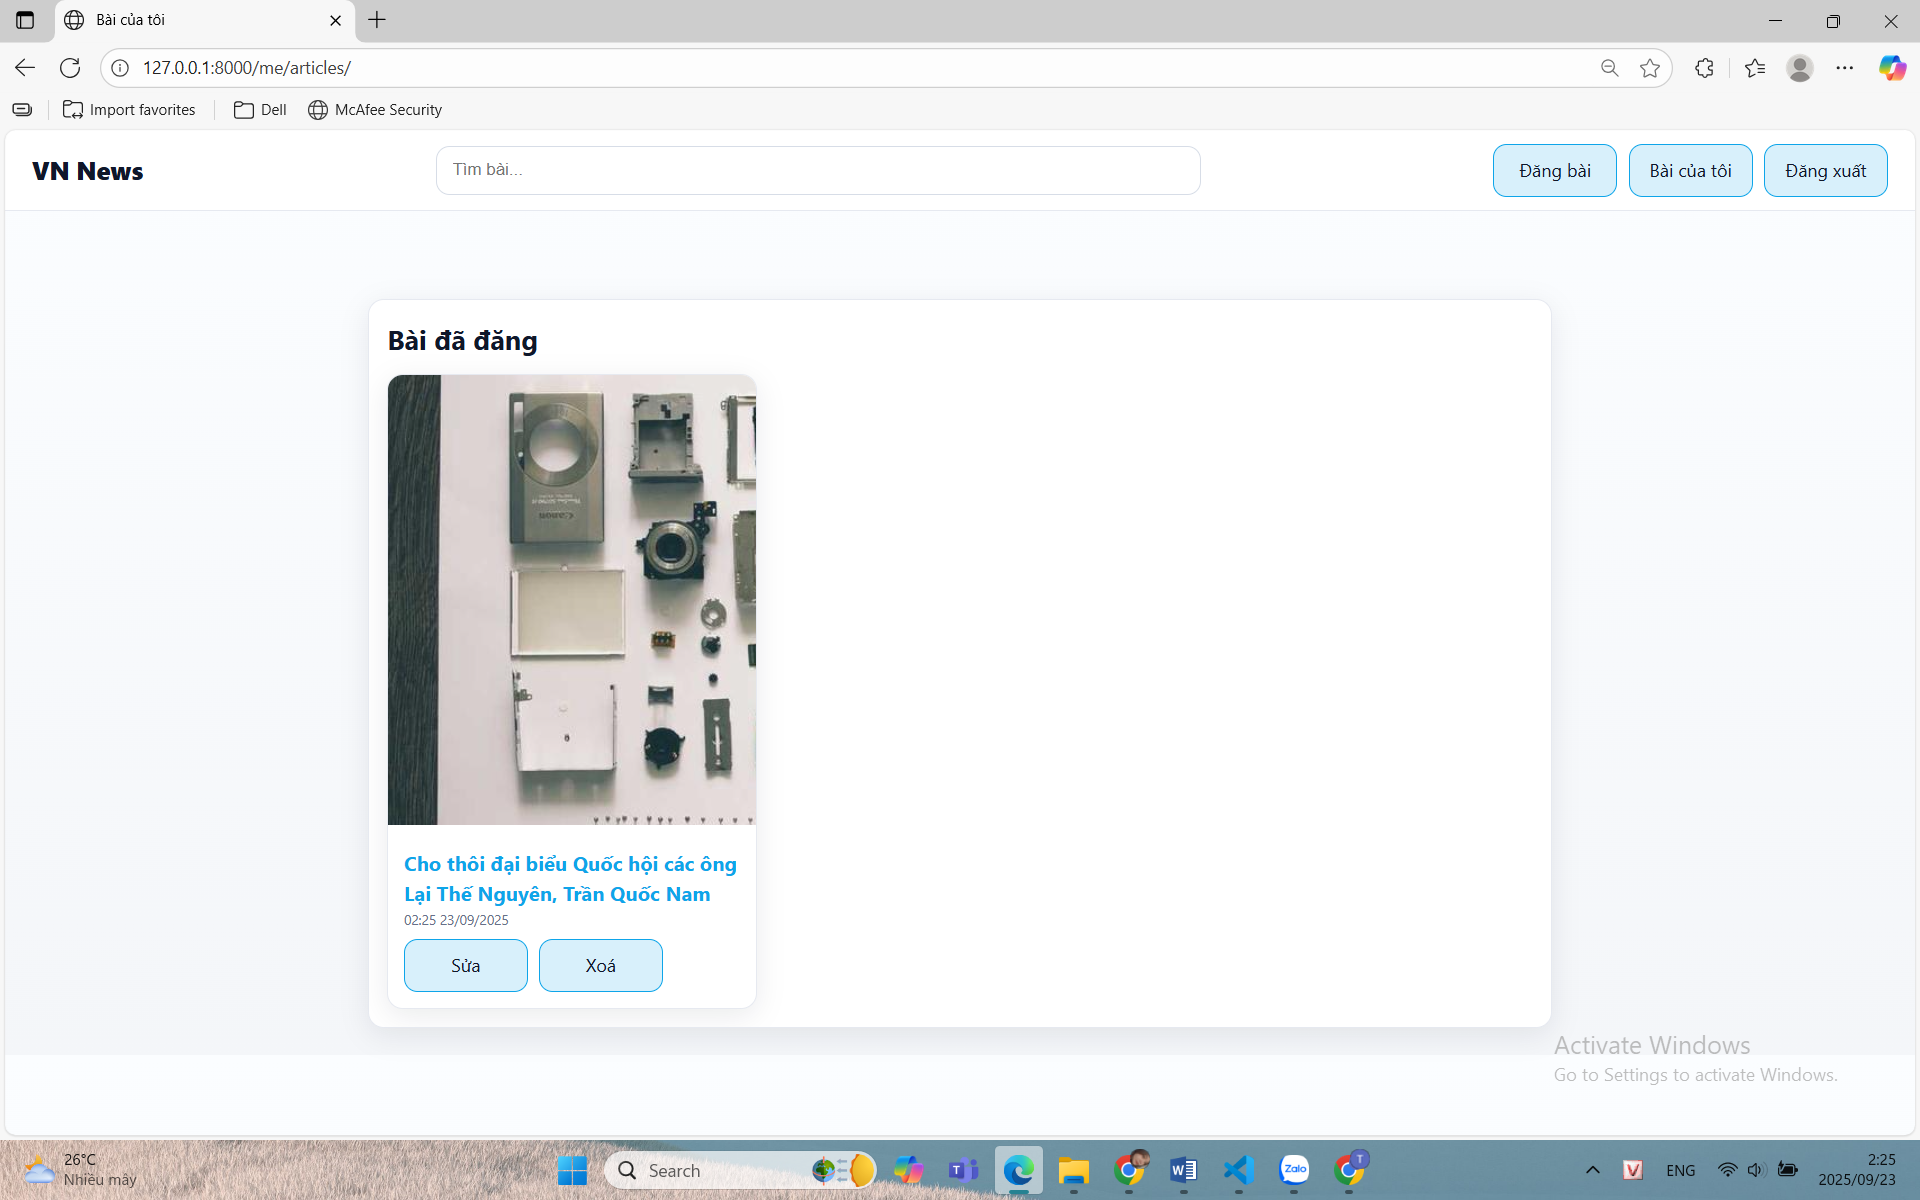 Bài của tôi
127.0.0.1:8000/me/articles/
Import favorites
Dell
McAfee Security
VN News
Tìm bài...
Đăng bài
Bài của tôi
Đăng xuất
Bài đã đăng
Canon
Cho thôi đại biểu Quốc hội các ông
Lại Thế Nguyên, Trần Quốc Nam
02:25 23/09/2025
Sửa
Xoá
Activate Windows
Go to Settings to activate Windows.
26°C
Nhiều mây
Search
Zalo
T
ENG
2:25
2025/09/23